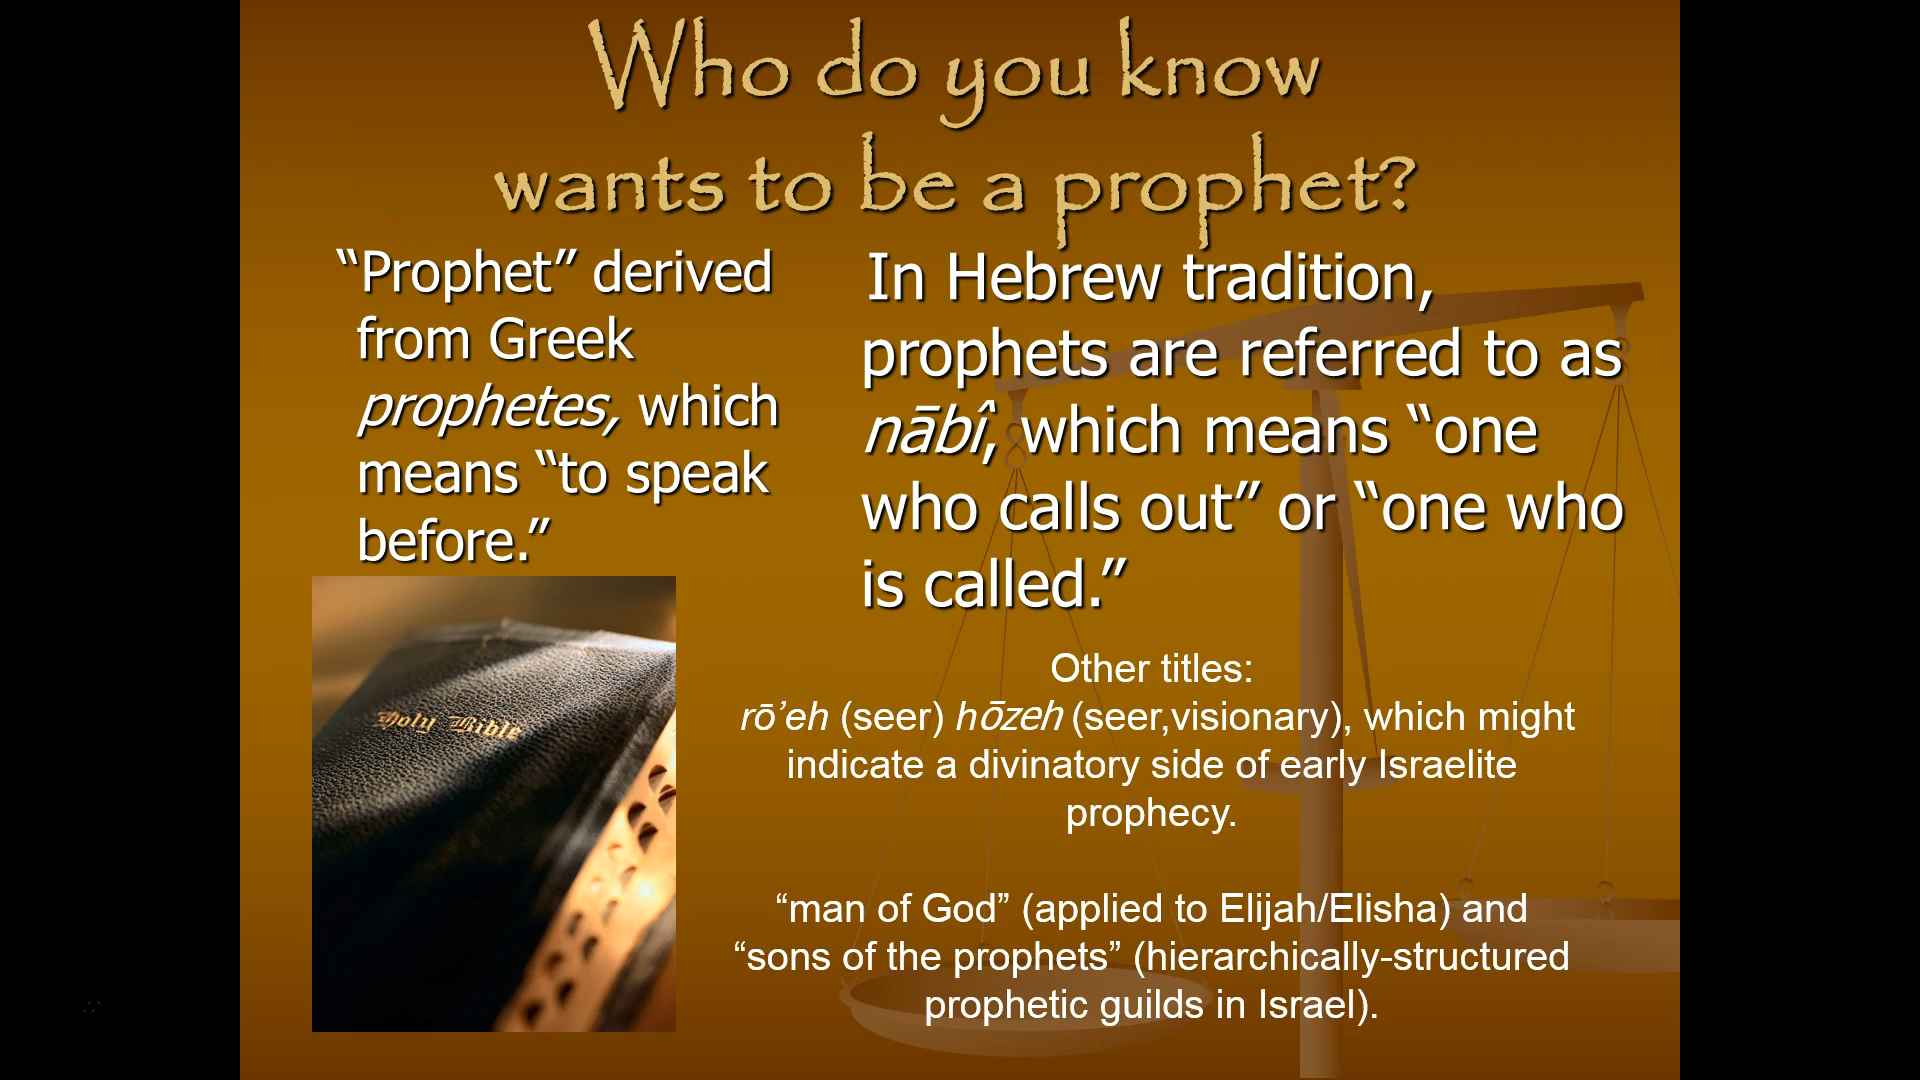 Who do you know
wants to be a prophet?
“Prophet” derived
from Greek
prophetes, which
means “to speak
before.”
In Hebrew tradition,
prophets are referred to as
nābî, which means “one
who calls out” or “one who
is called.”
Holy Bible
Other titles:
rō’eh (seer) hōzeh (seer,visionary), which might
indicate a divinatory side of early Israelite
prophecy.
“man of God” (applied to Elijah/Elisha) and
“sons of the prophets” (hierarchically-structured
prophetic guilds in Israel).